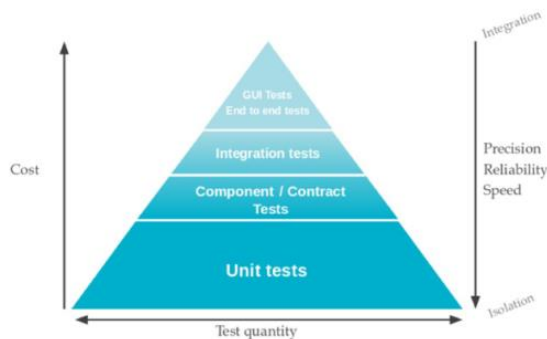 Integration
GUI Tests
End to end tests
Integration tests
Cost
Precision
Reliability
Speed
Component / Contract
Tests
Unit tests
Isolation
Test quantity